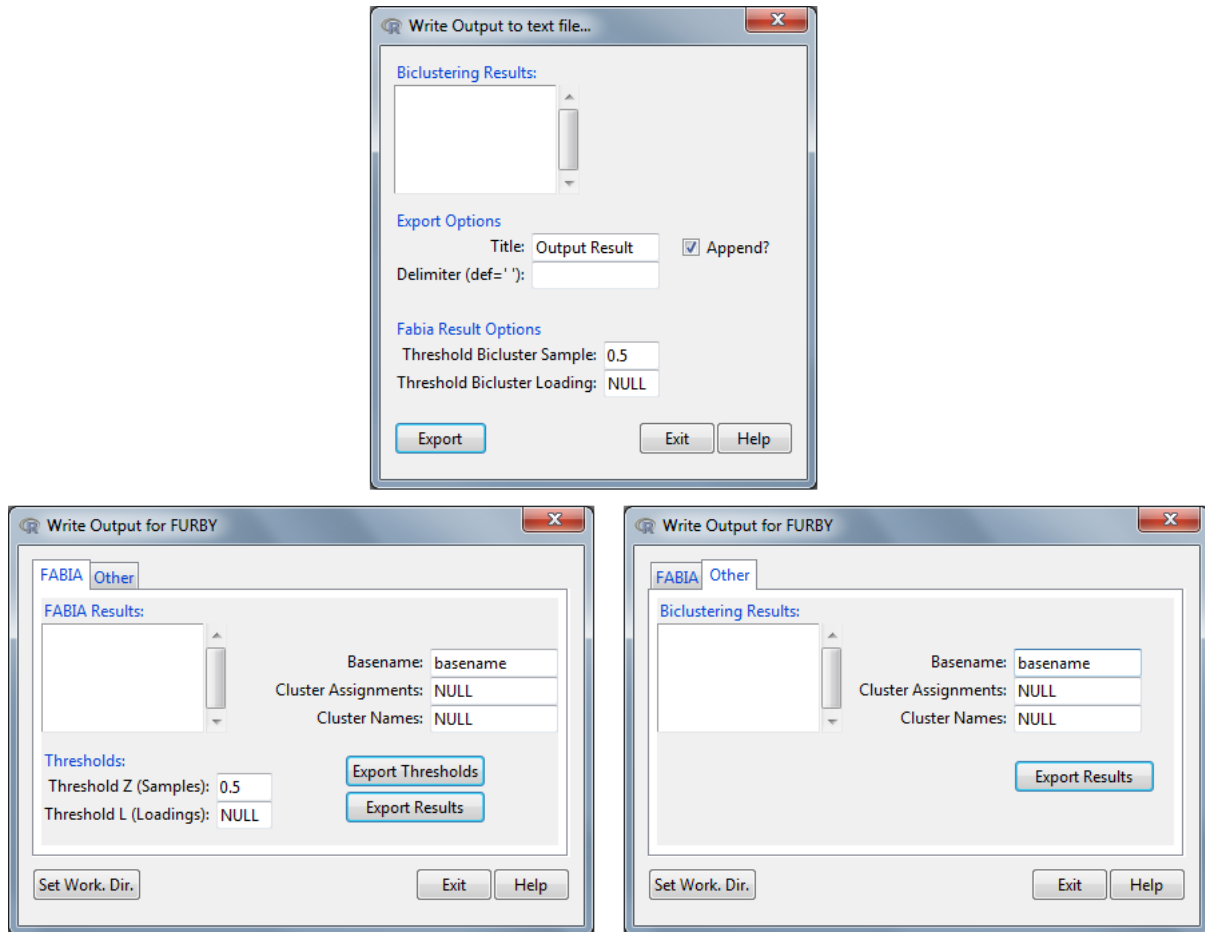 Write Output to text file...
Biclustering Results:
Export Options
Title: Output Result Append?
Delimiter (def=' '):
Fabia Result Options
Threshold Bicluster Sample: 0.5
Threshold Bicluster Loading: NULL
Export Exit Help
Write Output for FURBY
FABIA Other
FABIA Results:
Basename: basename
Cluster Assignments: NULL
Cluster Names: NULL
Thresholds:
Threshold Z (Samples): 0.5
Threshold L (Loadings): NULL
Export Thresholds
Export Results
Set Work. Dir. Exit Help
Write Output for FURBY
FABIA Other
Biclustering Results:
Basename: basename
Cluster Assignments: NULL
Cluster Names: NULL
Export Results
Set Work. Dir. Exit Help